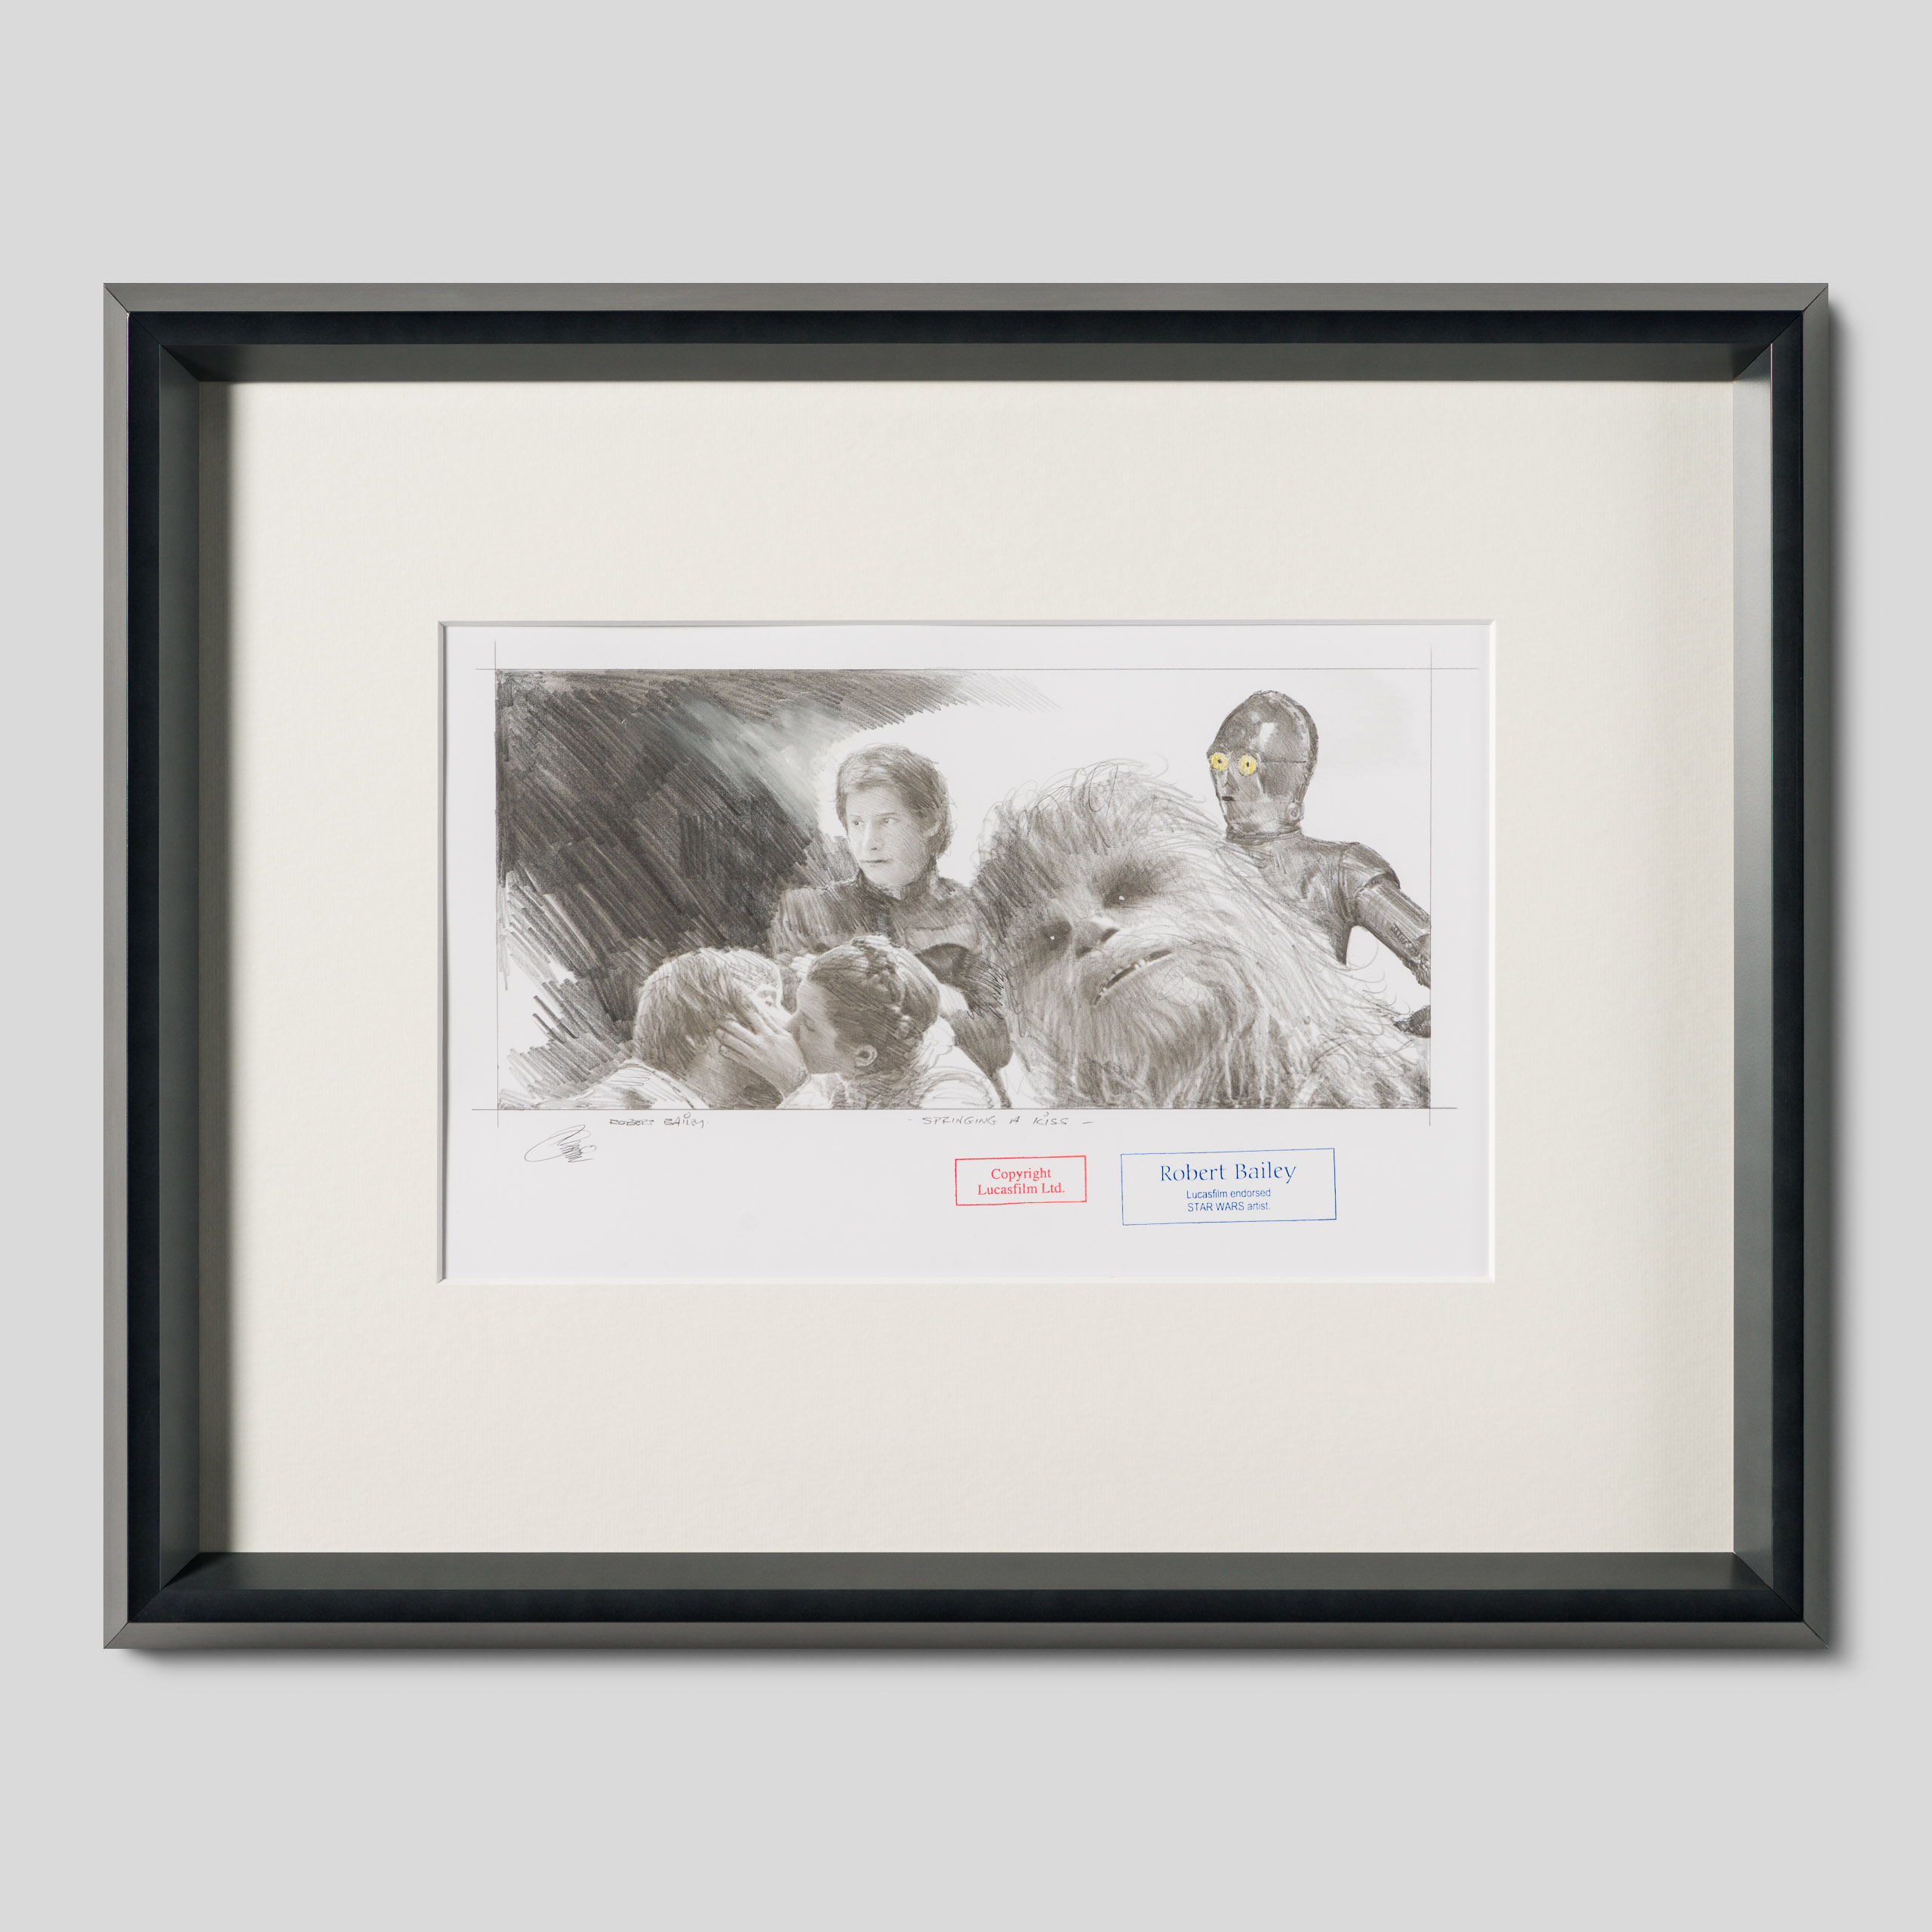 ROBERT BAiley.
- SPRINGING A KiSS -
Copyright
Lucasfilm Ltd.
Robert Bailey
Lucasfilm endorsed
STAR WARS artist.